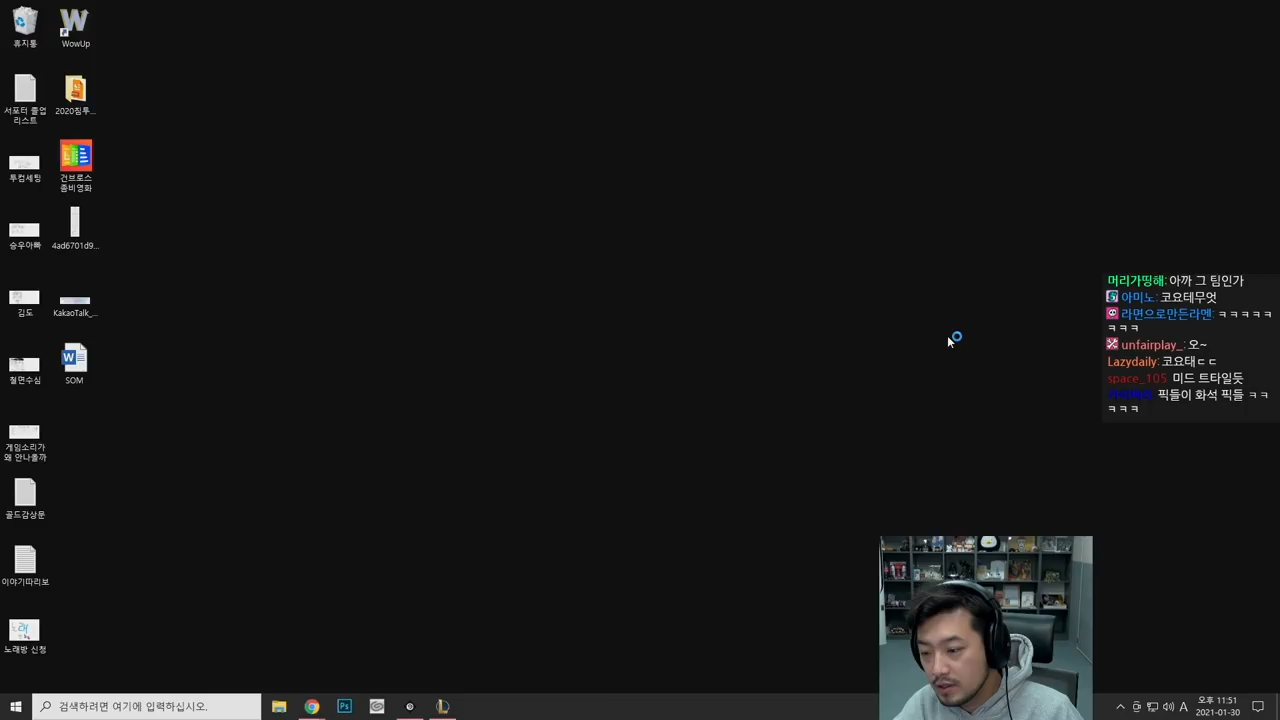 휴지통
WowUp
서포터 졸업
리스트
2020침투...
투컴세팅
건브로스
좀비영화
승우아빠
4ad6701d9...
김도
KakaoTalk_...
철면수심
SOM
게임소리가
왜 안나올까
골드감상문
이야기따리보
노래방 신청
머리가띵해: 아까 그 팀인가
아미노: 코요테무엇
라면으로만든라멘: ㅋㅋㅋㅋㅋ
ㅋㅋㅋㅋ
unfairplay_: 오~
Lazydaily: 코요태ㄷㄷ
space_105: 미드 트타일듯
픽들이 화석 픽들 ㅋㅋ
ㅋㅋㅋㅋ
검색하려면 여기에 입력하십시오.
A
오후 11:51
2021-01-30